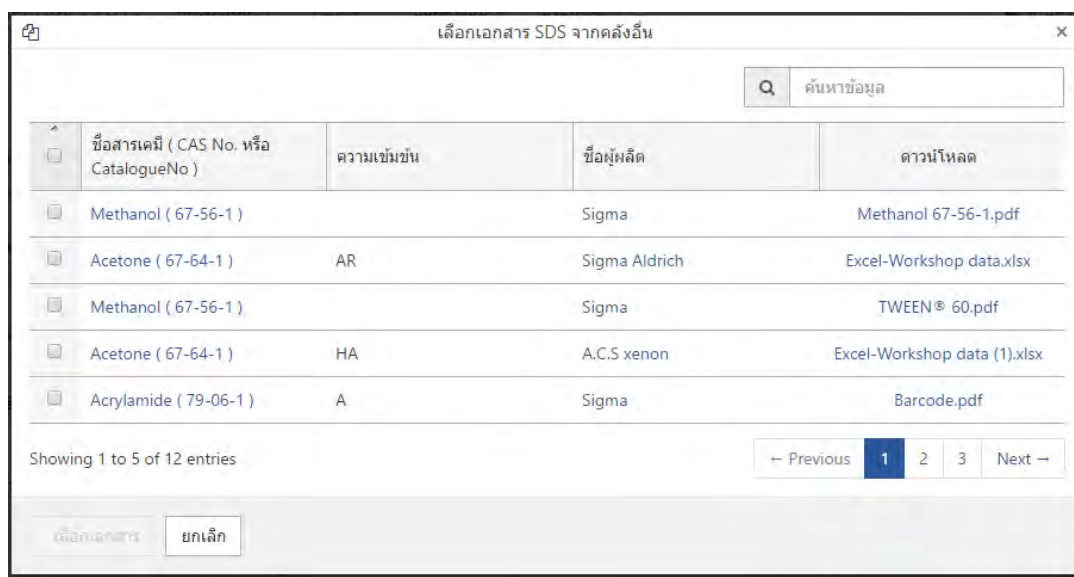 เลือกเอกสาร SDS จากคลังอื่น ×
ค้นหาข้อมูล
ชื่อสารเคมี ( CAS No. หรือ CatalogueNo ) ความเข้มข้น ชื่อผู้ผลิต ดาวน์โหลด
Methanol ( 67-56-1 ) Sigma Methanol 67-56-1.pdf
Acetone ( 67-64-1 ) AR Sigma Aldrich Excel-Workshop data.xlsx
Methanol ( 67-56-1 ) Sigma TWEEN® 60.pdf
Acetone ( 67-64-1 ) HA A.C.S xenon Excel-Workshop data (1).xlsx
Acrylamide ( 79-06-1 ) A Sigma Barcode.pdf
Showing 1 to 5 of 12 entries ← Previous 1 2 3 Next →
เลือกเอกสาร ยกเลิก